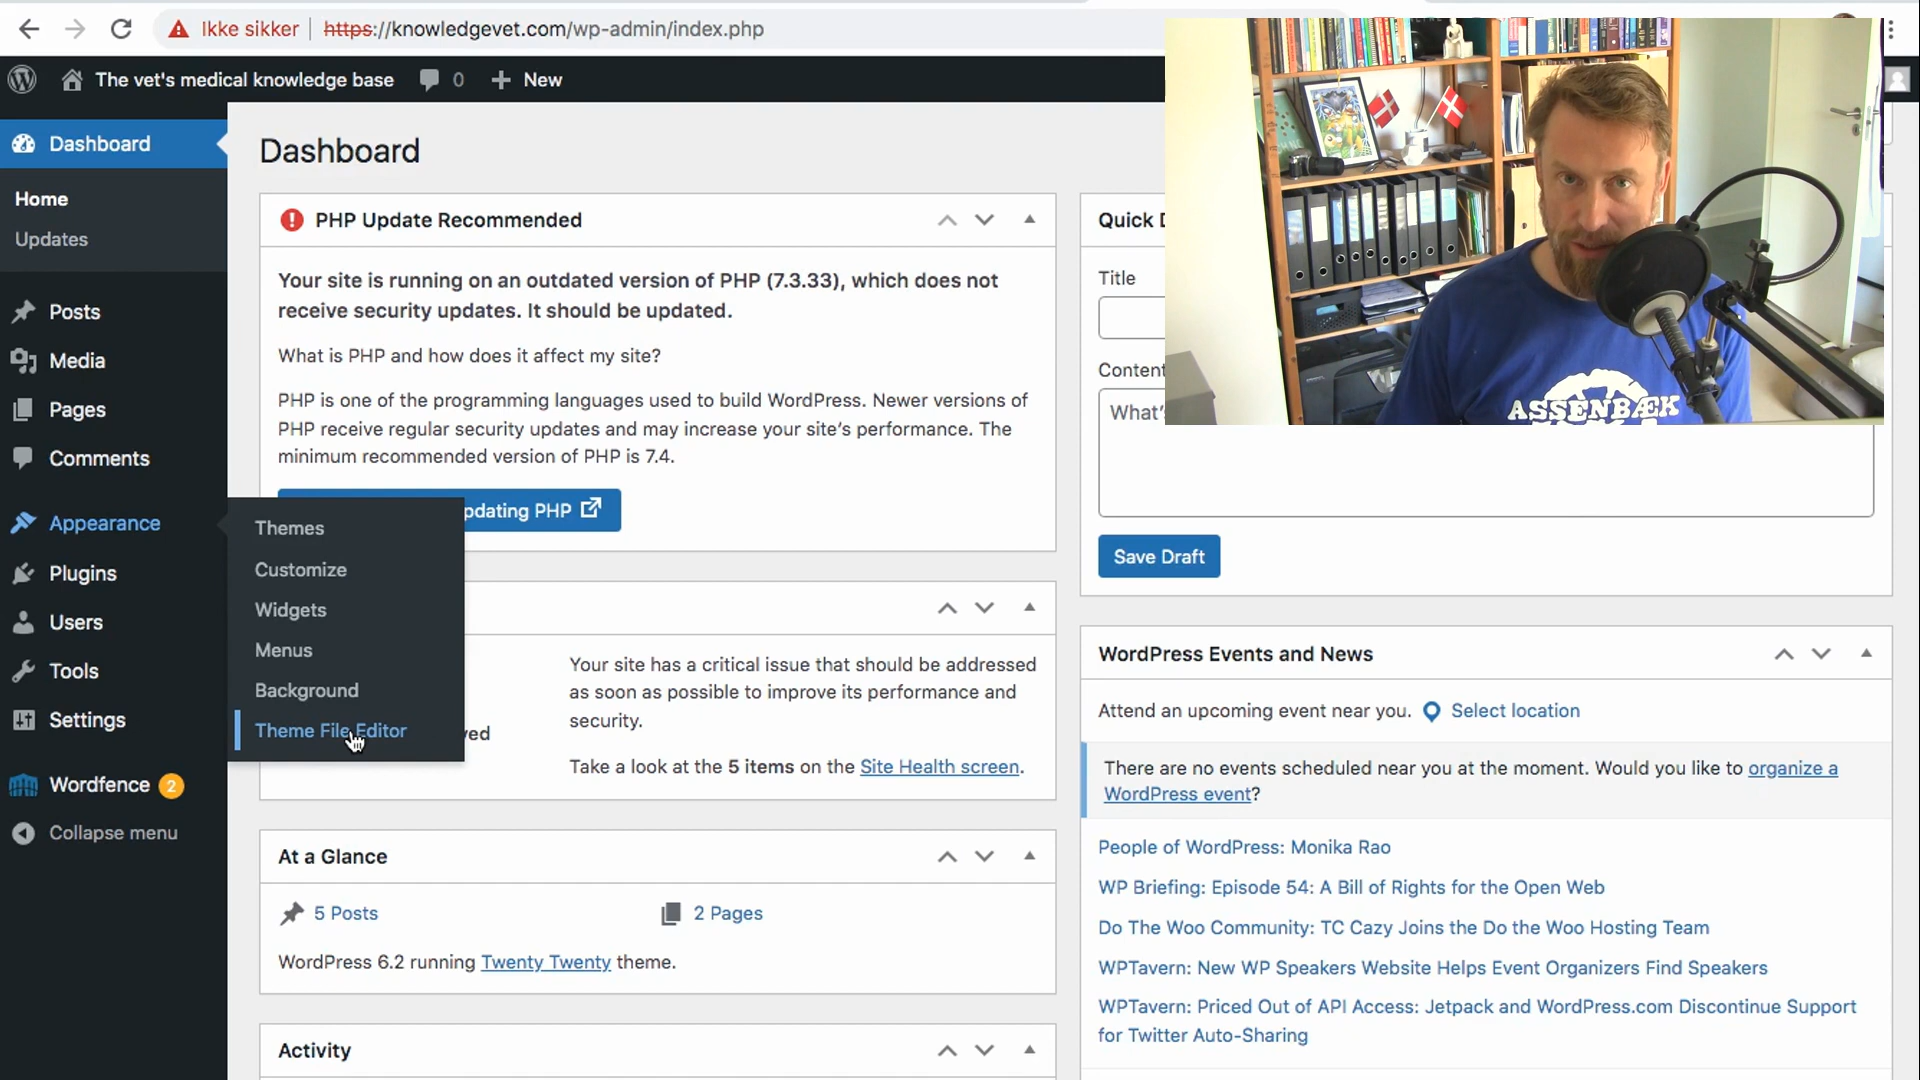 Ikke sikker https://knowledgevet.com/wp-admin/index.php
The vet's medical knowledge base 0 New
Dashboard
Home
Updates
Posts
Media
Pages
Comments
Appearance
Plugins
Users
Tools
Settings
Wordfence 2
Collapse menu
Themes
Customize
Widgets
Menus
Background
Theme File Editor
Dashboard
PHP Update Recommended
Your site is running on an outdated version of PHP (7.3.33), which does not
receive security updates. It should be updated.
What is PHP and how does it affect my site?
PHP is one of the programming languages used to build WordPress. Newer versions of
PHP receive regular security updates and may increase your site's performance. The
minimum recommended version of PHP is 7.4.
pdating PHP
Your site has a critical issue that should be addressed
as soon as possible to improve its performance and
security.
ved
Take a look at the 5 items on the Site Health screen.
At a Glance
5 Posts
2 Pages
WordPress 6.2 running Twenty Twenty theme.
Activity
Quick D
Title
Content
What'
Save Draft
WordPress Events and News
Attend an upcoming event near you. Select location
There are no events scheduled near you at the moment. Would you like to organize a
WordPress event?
People of WordPress: Monika Rao
WP Briefing: Episode 54: A Bill of Rights for the Open Web
Do The Woo Community: TC Cazy Joins the Do the Woo Hosting Team
WPTavern: New WP Speakers Website Helps Event Organizers Find Speakers
WPTavern: Priced Out of API Access: Jetpack and WordPress.com Discontinue Support
for Twitter Auto-Sharing
ASSENBÆK